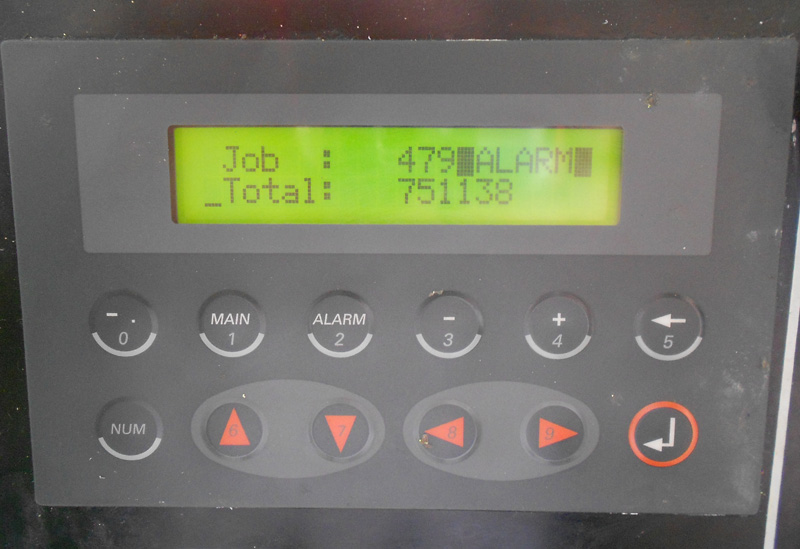 Job : 479 ALARM
_Total: 751138
- .
0
MAIN
1
ALARM
2
-
3
+
4
←
5
NUM
6
7
8
9